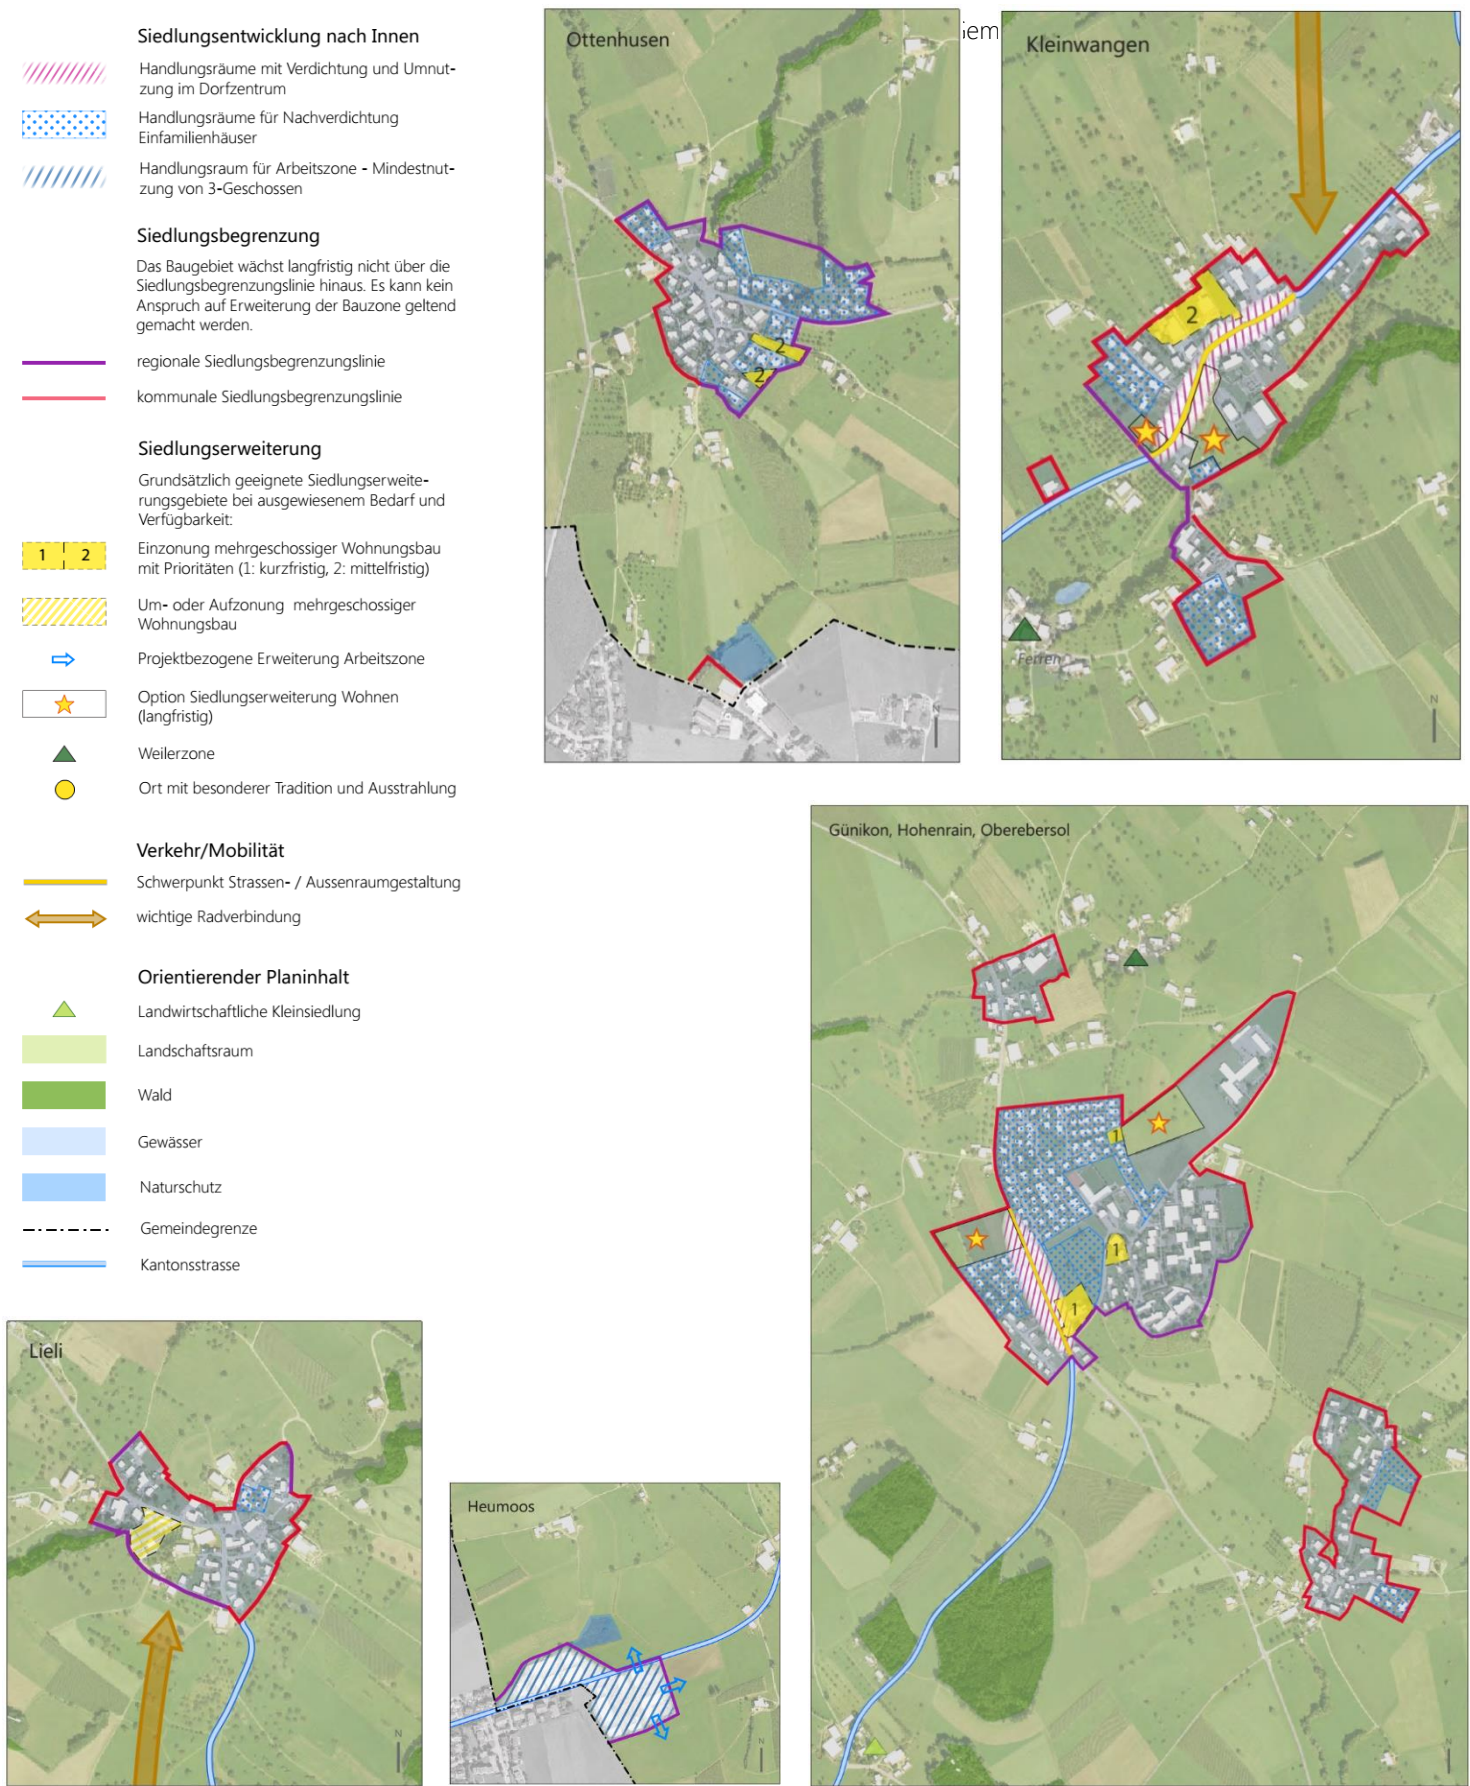 Siedlungsentwicklung nach Innen
Handlungsräume mit Verdichtung und Umnut-
zung im Dorfzentrum
Handlungsräume für Nachverdichtung
Einfamilienhäuser
Handlungsraum für Arbeitszone - Mindestnut-
zung von 3-Geschossen
Siedlungsbegrenzung
Das Baugebiet wächst langfristig nicht über die
Siedlungsbegrenzungslinie hinaus. Es kann kein
Anspruch auf Erweiterung der Bauzone geltend
gemacht werden.
regionale Siedlungsbegrenzungslinie
kommunale Siedlungsbegrenzungslinie
Siedlungserweiterung
Grundsätzlich geeignete Siedlungserweite-
rungsgebiete bei ausgewiesenem Bedarf und
Verfügbarkeit:
1 2
Einzonung mehrgeschossiger Wohnungsbau
mit Prioritäten (1: kurzfristig, 2: mittelfristig)
Um- oder Aufzonung mehrgeschossiger
Wohnungsbau
Projektbezogene Erweiterung Arbeitszone
Option Siedlungserweiterung Wohnen
(langfristig)
Weilerzone
Ort mit besonderer Tradition und Ausstrahlung
Verkehr/Mobilität
Schwerpunkt Strassen- / Aussenraumgestaltung
wichtige Radverbindung
Orientierender Planinhalt
Landwirtschaftliche Kleinsiedlung
Landschaftsraum
Wald
Gewässer
Naturschutz
Gemeindegrenze
Kantonsstrasse
Ottenhusen
2
2
Kleinwangen
2
Ferren
N
Günikon, Hohenrain, Oberebersol
1
1
1
N
Lieli
N
Heumoos
N